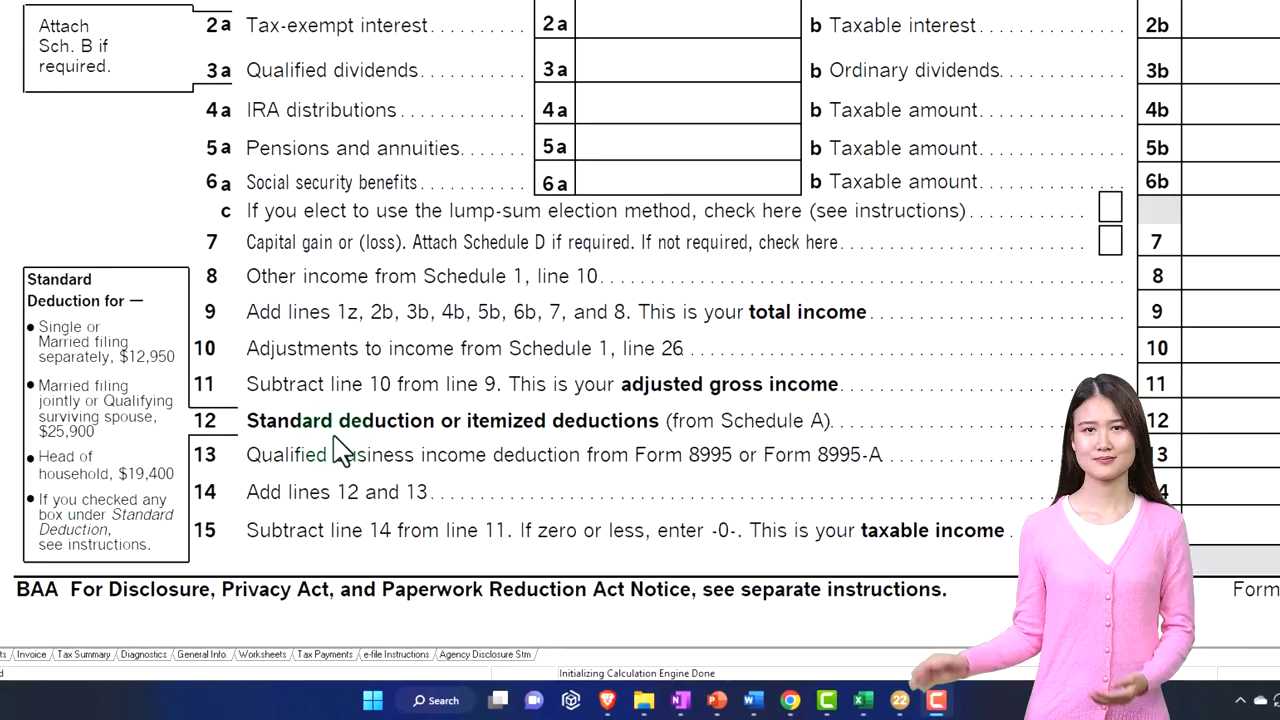 Attach
Sch. B if
required.
2a Tax-exempt interest 2a b Taxable interest 2b
3a Qualified dividends 3a b Ordinary dividends 3b
4a IRA distributions 4a b Taxable amount 4b
5a Pensions and annuities 5a b Taxable amount 5b
6a Social security benefits 6a b Taxable amount 6b
c If you elect to use the lump-sum election method, check here (see instructions)
7 Capital gain or (loss). Attach Schedule D if required. If not required, check here 7
8 Other income from Schedule 1, line 10 8
9 Add lines 1z, 2b, 3b, 4b, 5b, 6b, 7, and 8. This is your total income 9
10 Adjustments to income from Schedule 1, line 26 10
11 Subtract line 10 from line 9. This is your adjusted gross income 11
12 Standard deduction or itemized deductions (from Schedule A) 12
13 Qualified business income deduction from Form 8995 or Form 8995-A 13
14 Add lines 12 and 13 4
15 Subtract line 14 from line 11. If zero or less, enter -0-. This is your taxable income
Standard
Deduction for —
• Single or
Married filing
separately, $12,950
• Married filing
jointly or Qualifying
surviving spouse,
$25,900
• Head of
household, $19,400
• If you checked any
box under Standard
Deduction,
see instructions.
BAA For Disclosure, Privacy Act, and Paperwork Reduction Act Notice, see separate instructions. Form
ts Invoice Tax Summary Diagnostics General Info. Worksheets Tax Payments e-file Instructions Agency Disclosure Stm
d Initializing Calculation Engine Done
Search
22